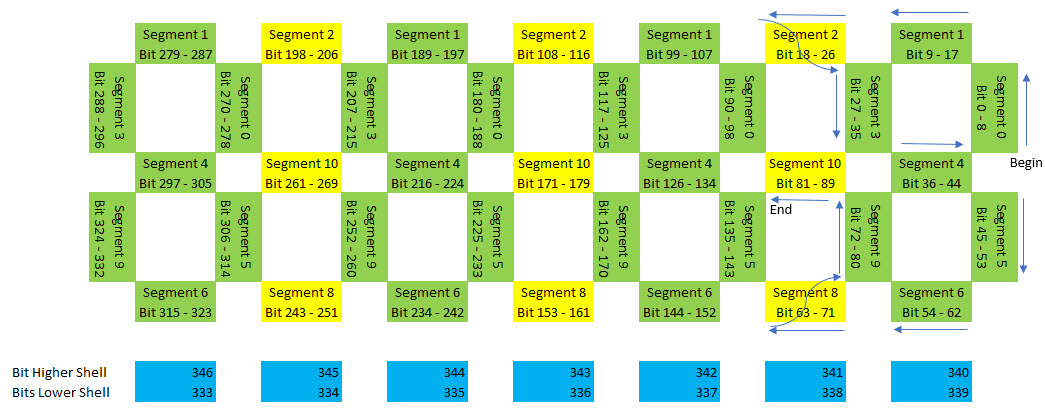 Segment 1
Bit 279 - 287
Segment 2
Bit 198 - 206
Segment 1
Bit 189 - 197
Segment 2
Bit 108 - 116
Segment 1
Bit 99 - 107
Segment 2
Bit 18 - 26
Segment 1
Bit 9 - 17
Segment 3
Bit 288 - 296
Segment 0
Bit 270 - 278
Segment 3
Bit 207 - 215
Segment 0
Bit 180 - 188
Segment 3
Bit 117 - 125
Segment 0
Bit 90 - 98
Segment 3
Bit 27 - 35
Segment 0
Bit 0 - 8
Begin
Segment 4
Bit 297 - 305
Segment 10
Bit 261 - 269
Segment 4
Bit 216 - 224
Segment 10
Bit 171 - 179
Segment 4
Bit 126 - 134
Segment 10
Bit 81 - 89
Segment 4
Bit 36 - 44
End
Segment 9
Bit 324 - 332
Segment 5
Bit 306 - 314
Segment 9
Bit 252 - 260
Segment 5
Bit 225 - 233
Segment 9
Bit 162 - 170
Segment 5
Bit 135 - 143
Segment 9
Bit 72 - 80
Segment 5
Bit 45 - 53
Segment 6
Bit 315 - 323
Segment 8
Bit 243 - 251
Segment 6
Bit 234 - 242
Segment 8
Bit 153 - 161
Segment 6
Bit 144 - 152
Segment 8
Bit 63 - 71
Segment 6
Bit 54 - 62
Bit Higher Shell 346 345 344 343 342 341 340
Bits Lower Shell 333 334 335 336 337 338 339